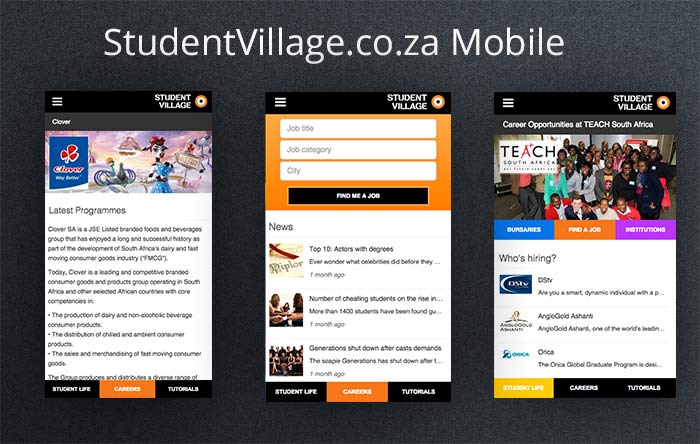 StudentVillage.co.za Mobile
STUDENT
VILLAGE
Clover
Clover
Way Better
Latest Programmes
Clover SA is a JSE Listed branded foods and beverages
group that has enjoyed a long and successful history as
part of the development of South Africa's dairy and fast
moving consumer goods industry ("FMCG").
Today, Clover is a leading and competitive branded
consumer goods and products group operating in South
Africa and other selected African countries with core
competencies in:
• The production of dairy and non-alcoholic beverage
consumer products.
• The distribution of chilled and ambient consumer
products.
• The sales and merchandising of fast moving consumer
goods.
The Group produces and distributes a diverse range of
STUDENT LIFE
CAREERS
TUTORIALS
STUDENT
VILLAGE
Job title
Job category
City
FIND ME A JOB
News
Top 10: Actors with degrees
Ever wonder what celebrities did before they ...
1 month ago
Number of cheating students on the rise in...
More than 1400 students have been found gu...
1 month ago
Generations shut down after casts demands
The soapie Generations has shut down after t...
1 month ago
STUDENT LIFE
CAREERS
TUTORIALS
STUDENT
VILLAGE
Career Opportunities at TEACH South Africa
TEACH
SOUTH AFRICA
BURSARIES
FIND A JOB
INSTITUTIONS
Who's hiring?
DStv
DStv
Are you a smart, dynamic individual with a p...
ANGLOGOLD
ASHANTI
AngloGold Ashanti
AngloGold Ashanti, one of the world's leadin...
ORICA
Orica
The Orica Global Graduate Program is desi...
STUDENT LIFE
CAREERS
TUTORIALS